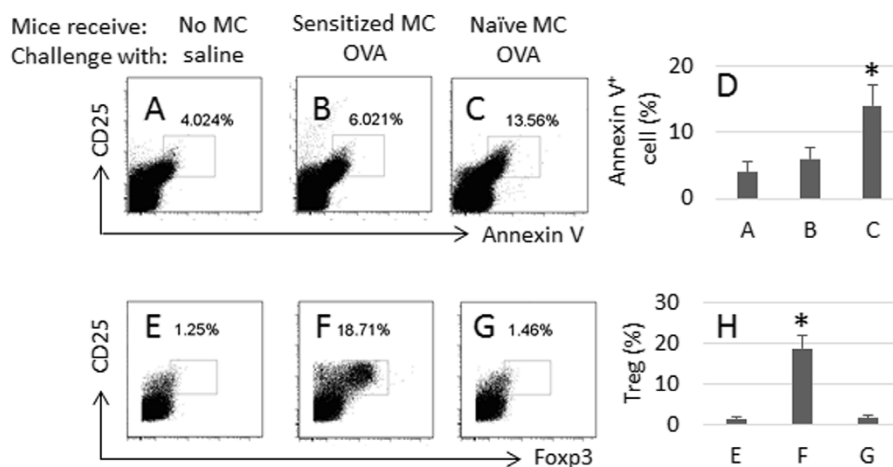 Mice receive: No MC Sensitized MC Naïve MC
Challenge with: saline OVA OVA
A 4.024%
B 6.021%
C 13.56%
CD25
Annexin V
D
Annexin V⁺
cell (%)
20
10
0
A B C
*
E 1.25%
F 18.71%
G 1.46%
CD25
Foxp3
H
Treg (%)
30
20
10
0
E F G
*